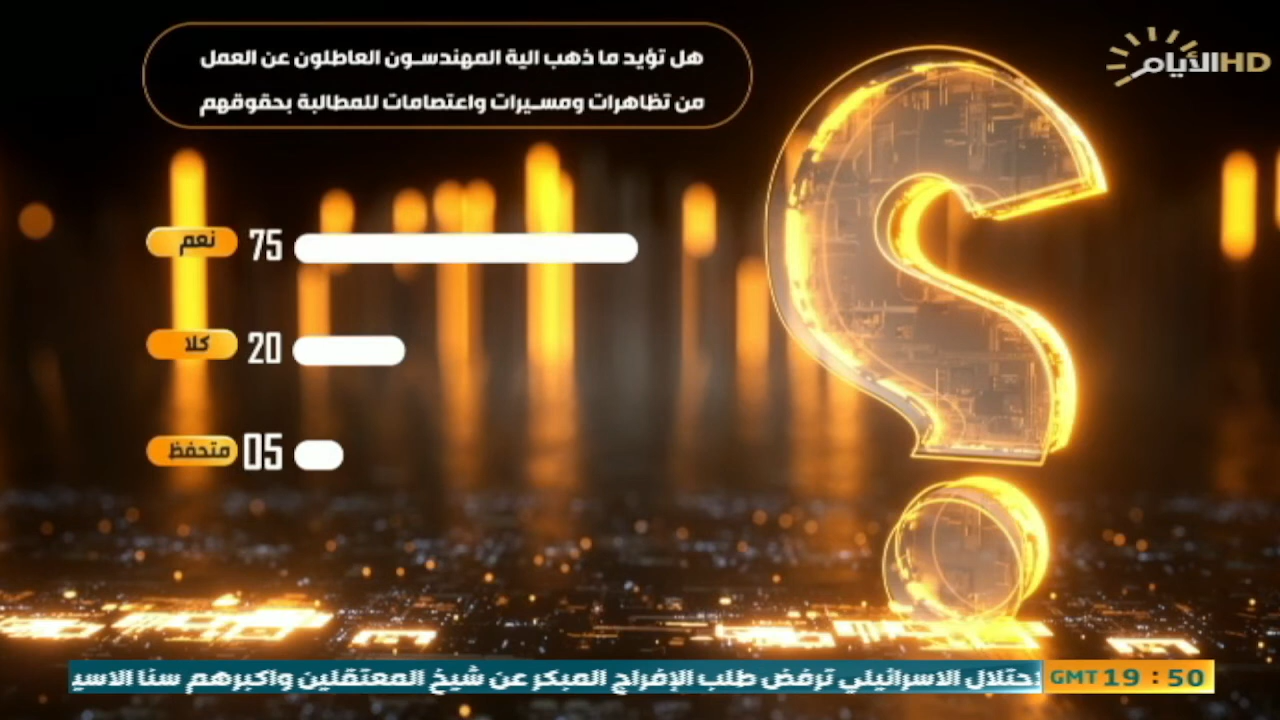 الأيام HD
هل تؤيد ما ذهب الية المهندسون العاطلون عن العمل
من تظاهرات ومسيرات واعتصامات للمطالبة بحقوقهم
نعم 75
كلا 20
متحفظ 05
حتلال الاسرائيلي ترفض طلب الإفراج المبكر عن شيخ المعتقلين واكبرهم سنا الاسي
GMT 19 : 50